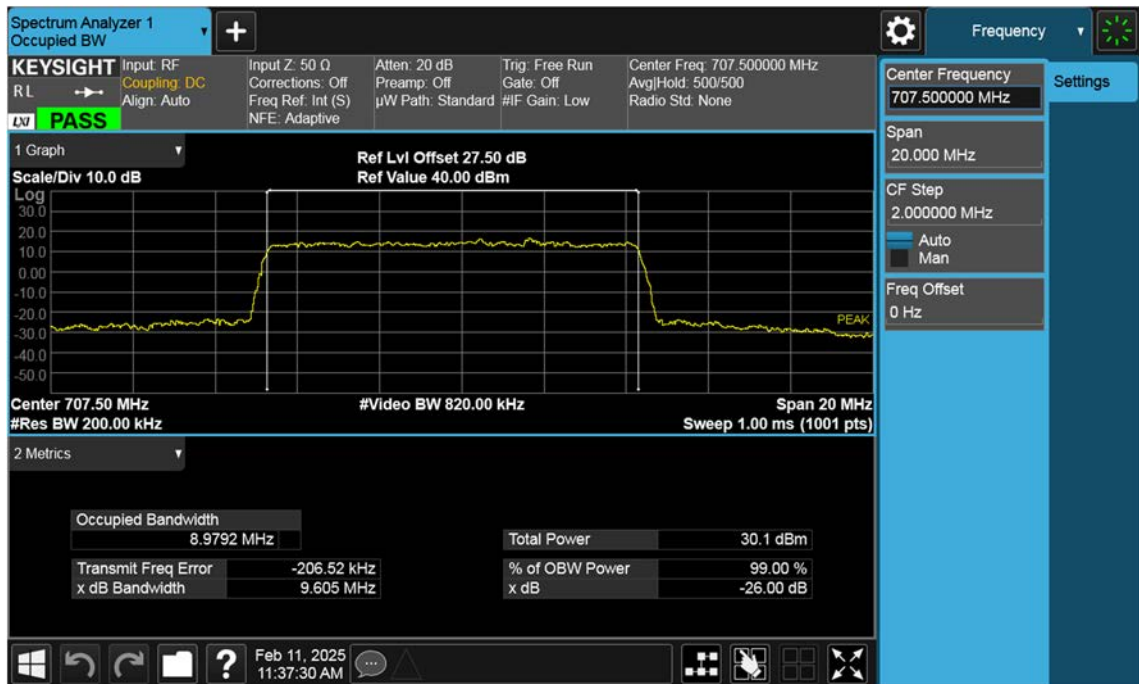 Spectrum Analyzer 1
Occupied BW
Frequency
KEYSIGHT
R L
LXI
PASS
Input: RF
Coupling: DC
Align: Auto
Input Z: 50 Ω
Corrections: Off
Freq Ref: Int (S)
NFE: Adaptive
Atten: 20 dB
Preamp: Off
µW Path: Standard
Trig: Free Run
Gate: Off
#IF Gain: Low
Center Freq: 707.500000 MHz
Avg|Hold: 500/500
Radio Std: None
1 Graph
Scale/Div 10.0 dB
Ref Lvl Offset 27.50 dB
Ref Value 40.00 dBm
Log
30.0
20.0
10.0
0.00
-10.0
-20.0
-30.0
-40.0
-50.0
PEAK
Center 707.50 MHz
#Video BW 820.00 kHz
Span 20 MHz
#Res BW 200.00 kHz
Sweep 1.00 ms (1001 pts)
2 Metrics
Occupied Bandwidth
8.9792 MHz
Total Power 30.1 dBm
Transmit Freq Error -206.52 kHz
% of OBW Power 99.00 %
x dB Bandwidth 9.605 MHz
x dB -26.00 dB
Center Frequency
707.500000 MHz
Settings
Span
20.000 MHz
CF Step
2.000000 MHz
Auto
Man
Freq Offset
0 Hz
?
Feb 11, 2025
11:37:30 AM